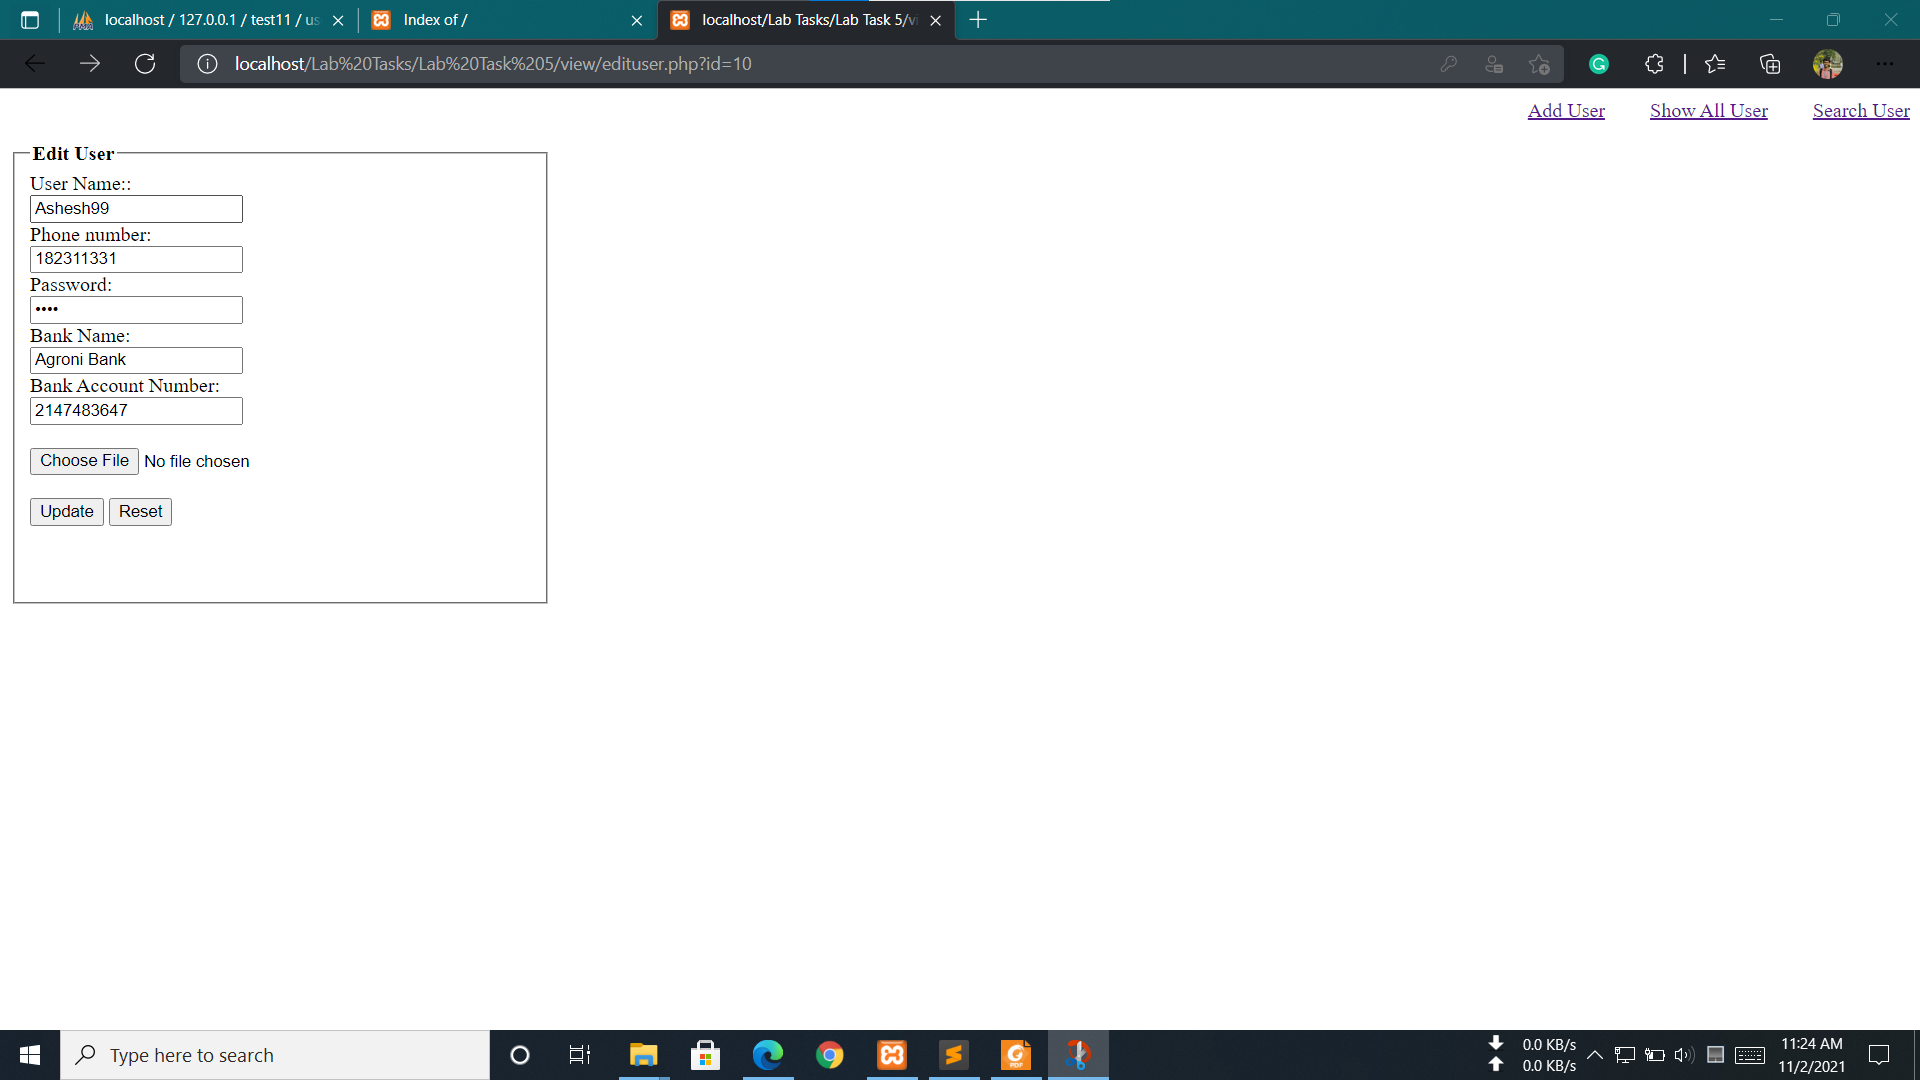 localhost / 127.0.0.1 / test11 / us
Index of /
localhost/Lab Tasks/Lab Task 5/vi
localhost/Lab%20Tasks/Lab%20Task%205/view/edituser.php?id=10
Add User Show All User Search User
Edit User
User Name::
Ashesh99
Phone number:
182311331
Password:
••••
Bank Name:
Agroni Bank
Bank Account Number:
2147483647
Choose File No file chosen
Update Reset
Type here to search
0.0 KB/s
0.0 KB/s
11:24 AM
11/2/2021